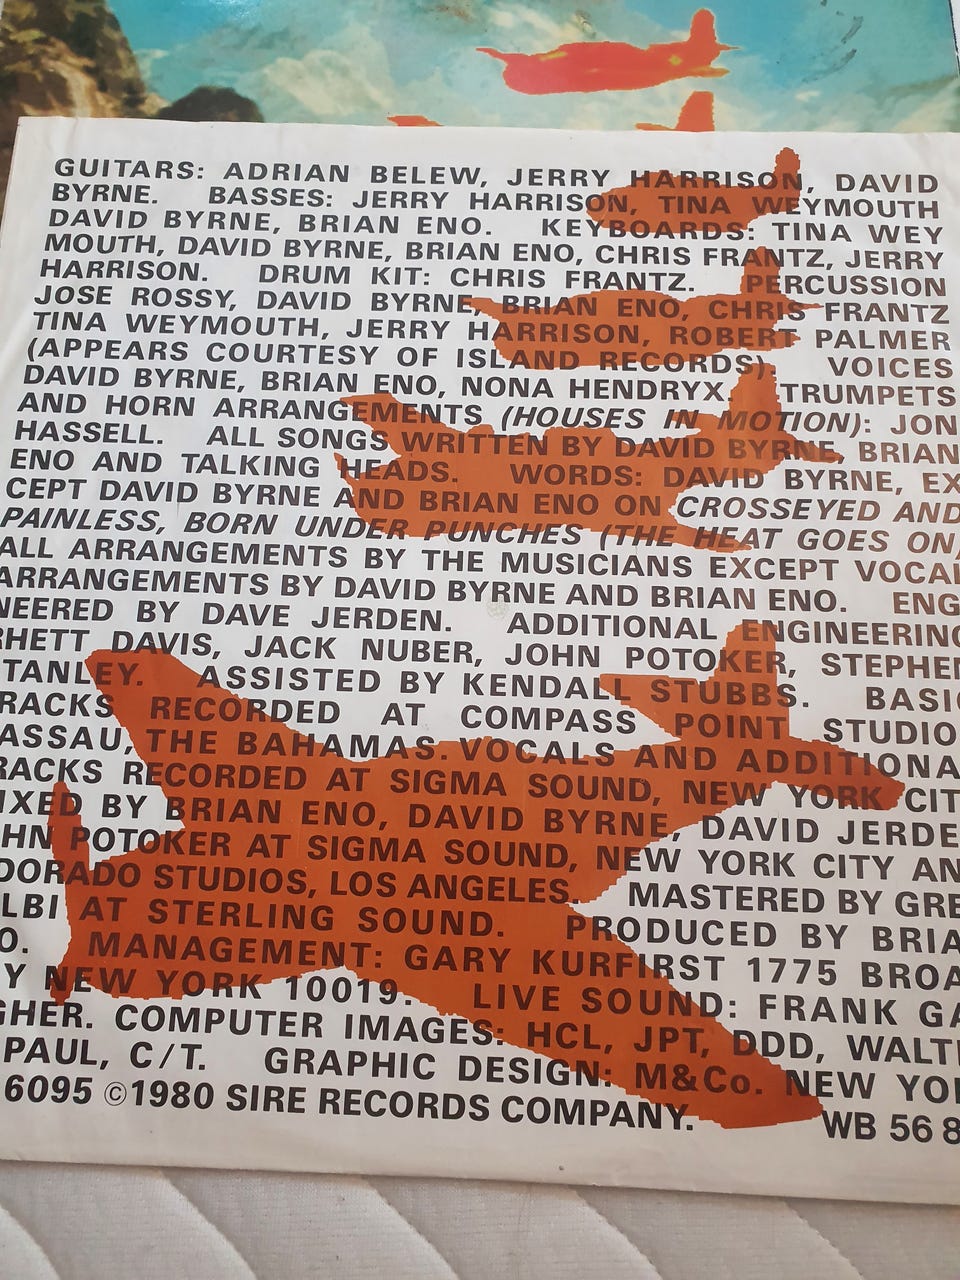 GUITARS: ADRIAN BELEW, JERRY HARRISON, DAVID
BYRNE. BASSES: JERRY HARRISON, TINA WEYMOUTH
DAVID BYRNE, BRIAN ENO. KEYBOARDS: TINA WEY
MOUTH, DAVID BYRNE, BRIAN ENO, CHRIS FRANTZ, JERRY
HARRISON. DRUM KIT: CHRIS FRANTZ. PERCUSSION
JOSE ROSSY, DAVID BYRNE, BRIAN ENO, CHRIS FRANTZ
TINA WEYMOUTH, JERRY HARRISON, ROBERT PALMER
(APPEARS COURTESY OF ISLAND RECORDS). VOICES
DAVID BYRNE, BRIAN ENO, NONA HENDRYX. TRUMPETS
AND HORN ARRANGEMENTS (HOUSES IN MOTION): JON
HASSELL. ALL SONGS WRITTEN BY DAVID BYRNE, BRIAN
ENO AND TALKING HEADS. WORDS: DAVID BYRNE, EX
CEPT DAVID BYRNE AND BRIAN ENO ON CROSSEYED AND
PAINLESS, BORN UNDER PUNCHES (THE HEAT GOES ON)
ALL ARRANGEMENTS BY THE MUSICIANS EXCEPT VOCAL
ARRANGEMENTS BY DAVID BYRNE AND BRIAN ENO. ENG
NEERED BY DAVE JERDEN. ADDITIONAL ENGINEERING
RHETT DAVIS, JACK NUBER, JOHN POTOKER, STEPHEN
TANLEY. ASSISTED BY KENDALL STUBBS. BASIC
RACKS RECORDED AT COMPASS POINT STUDIO
ASSAU, THE BAHAMAS. VOCALS AND ADDITIONA
RACKS RECORDED AT SIGMA SOUND, NEW YORK CIT
IXED BY BRIAN ENO, DAVID BYRNE, DAVID JERDE
HN POTOKER AT SIGMA SOUND, NEW YORK CITY AN
DORADO STUDIOS, LOS ANGELES. MASTERED BY GRE
LBI AT STERLING SOUND. PRODUCED BY BRIA
O. MANAGEMENT: GARY KURFIRST 1775 BROA
Y NEW YORK 10019. LIVE SOUND: FRANK GA
GHER. COMPUTER IMAGES: HCL, JPT, DDD, WALT
PAUL, C/T. GRAPHIC DESIGN: M&Co. NEW YO
6095 ©1980 SIRE RECORDS COMPANY. WB 56 8